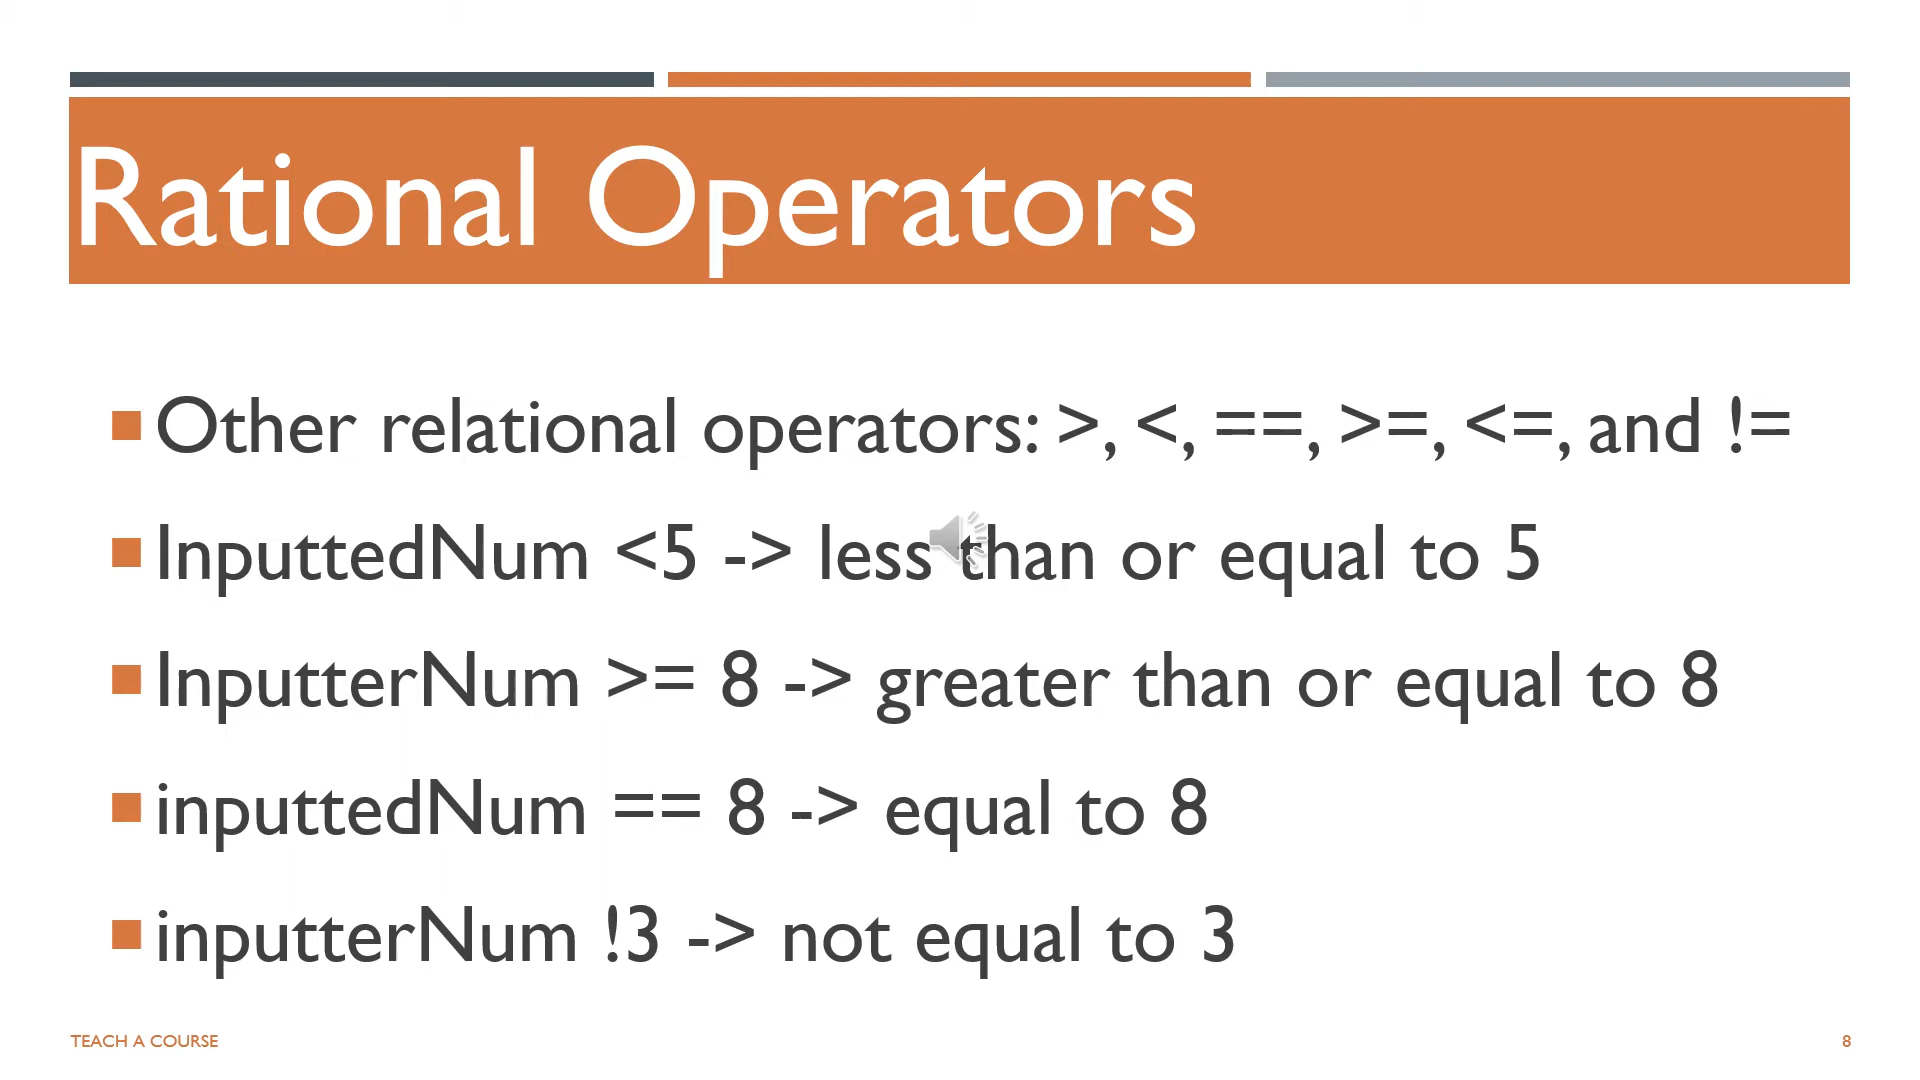 Rational Operators
Other relational operators: >, <, ==, >=, <=, and !=
InputtedNum <5 -> less than or equal to 5
InputterNum >= 8 -> greater than or equal to 8
inputtedNum == 8 -> equal to 8
inputterNum !3 -> not equal to 3
TEACH A COURSE
8